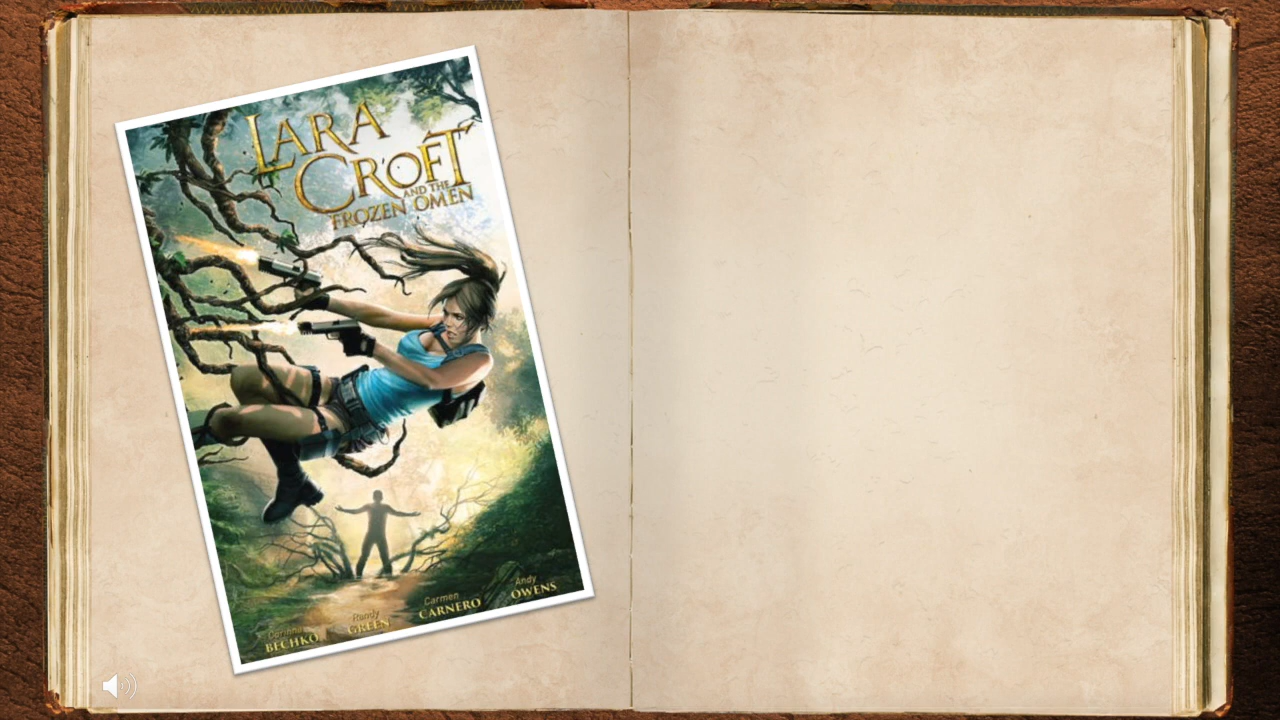 LARA
CROFT
AND THE
FROZEN OMEN
Corinna
BECHKO
Randy
GREEN
Carmen
CARNERO
Andy
OWENS